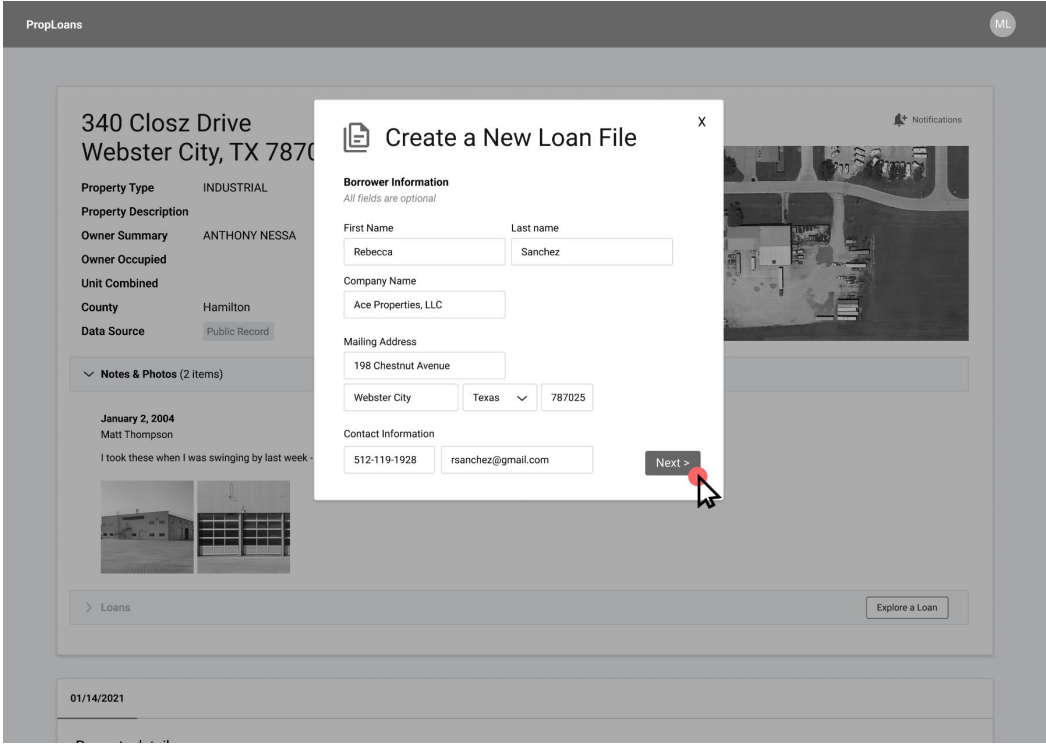 PropLoans
ML
340 Closz Drive
Webster City, TX 7870
Notifications
Property Type INDUSTRIAL
Property Description
Owner Summary ANTHONY NESSA
Owner Occupied
Unit Combined
County Hamilton
Data Source Public Record
Notes & Photos (2 items)
January 2, 2004
Matt Thompson
I took these when I was swinging by last week -
Loans
Explore a Loan
01/14/2021
Create a New Loan File
X
Borrower Information
All fields are optional
First Name Last name
Rebecca Sanchez
Company Name
Ace Properties, LLC
Mailing Address
198 Chestnut Avenue
Webster City Texas 787025
Contact Information
512-119-1928 rsanchez@gmail.com
Next >